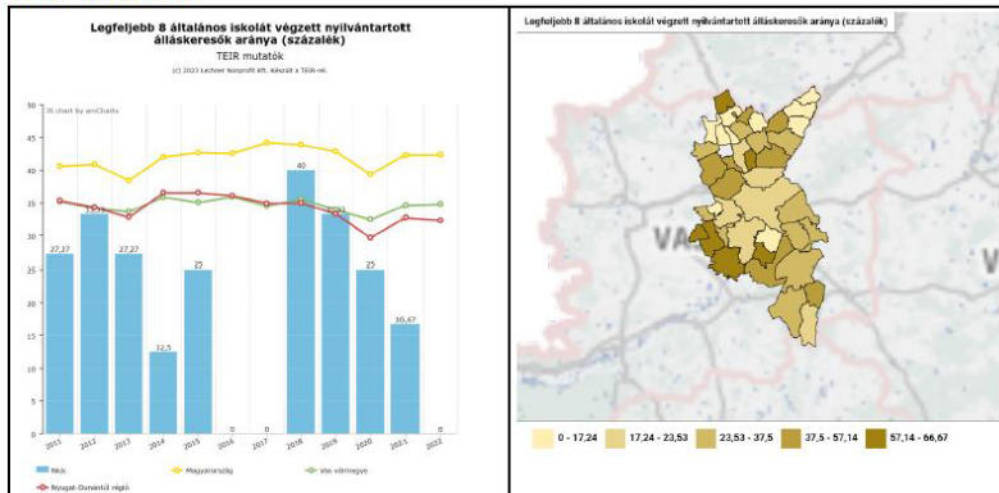 Legfeljebb 8 általános iskolát végzett nyilvántartott
álláskeresők aránya (százalék)
TEIR mutatók
(c) 2023 Lechner Nonprofit Kft. Készült a TEIR-rel.
JS chart by amCharts
50
45
40
35
30
25
20
15
10
5
0
27,27
27,27
12,5
25
0
0
40
25
16,67
0
2011
2012
2013
2014
2015
2016
2017
2018
2019
2020
2021
2022
Nick
Magyarország
Vas vármegye
Nyugat-Dunántúl régió
Legfeljebb 8 általános iskolát végzett nyilvántartott álláskeresők aránya (százalék)
0 - 17,24
17,24 - 23,53
23,53 - 37,5
37,5 - 57,14
57,14 - 66,67